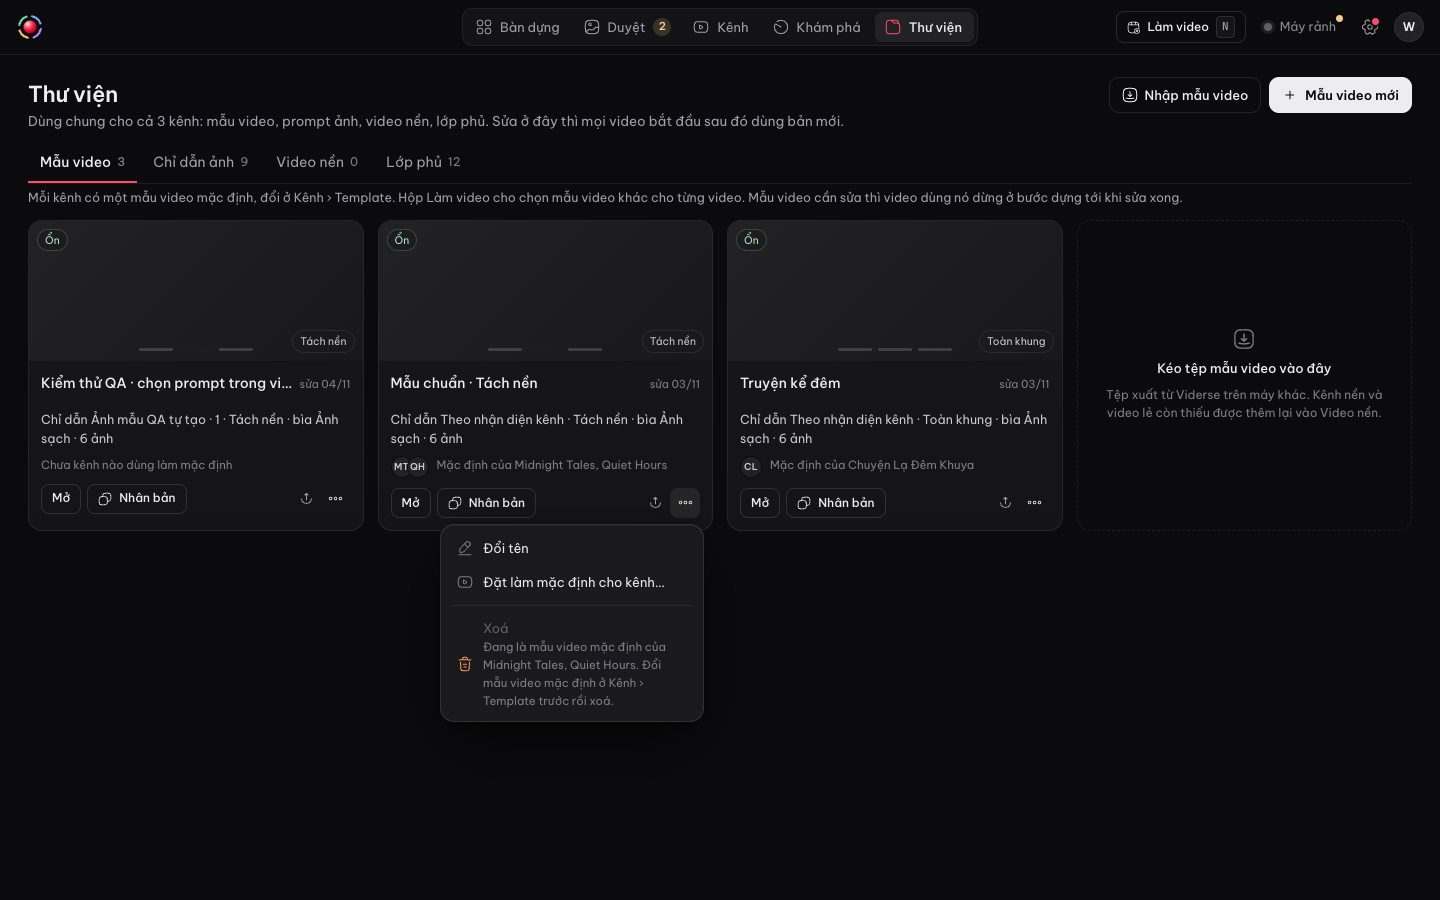 Bàn dựng
Duyệt 2
Kênh
Khám phá
Thư viện
Làm video N
Máy rảnh
W
Thư viện
Dùng chung cho cả 3 kênh: mẫu video, prompt ảnh, video nền, lớp phủ. Sửa ở đây thì mọi video bắt đầu sau đó dùng bản mới.
Nhập mẫu video
Mẫu video mới
Mẫu video 3
Chỉ dẫn ảnh 9
Video nền 0
Lớp phủ 12
Mỗi kênh có một mẫu video mặc định, đổi ở Kênh › Template. Hộp Làm video cho chọn mẫu video khác cho từng video. Mẫu video cần sửa thì video dùng nó dừng ở bước dựng tới khi sửa xong.
Ổn
Tách nền
Kiểm thử QA · chọn prompt trong vi... sửa 04/11
Chỉ dẫn Ảnh mẫu QA tự tạo · 1 · Tách nền · bìa Ảnh
sạch · 6 ảnh
Chưa kênh nào dùng làm mặc định
Mở
Nhân bản
Ổn
Tách nền
Mẫu chuẩn · Tách nền sửa 03/11
Chỉ dẫn Theo nhận diện kênh · Tách nền · bìa Ảnh
sạch · 6 ảnh
MT QH Mặc định của Midnight Tales, Quiet Hours
Mở
Nhân bản
Ổn
Toàn khung
Truyện kể đêm sửa 03/11
Chỉ dẫn Theo nhận diện kênh · Toàn khung · bìa Ảnh
sạch · 6 ảnh
CL Mặc định của Chuyện Lạ Đêm Khuya
Mở
Nhân bản
Kéo tệp mẫu video vào đây
Tệp xuất từ Viderse trên máy khác. Kênh nền và
video lẻ còn thiếu được thêm lại vào Video nền.
Đổi tên
Đặt làm mặc định cho kênh...
Xoá
Đang là mẫu video mặc định của
Midnight Tales, Quiet Hours. Đổi
mẫu video mặc định ở Kênh ›
Template trước rồi xoá.